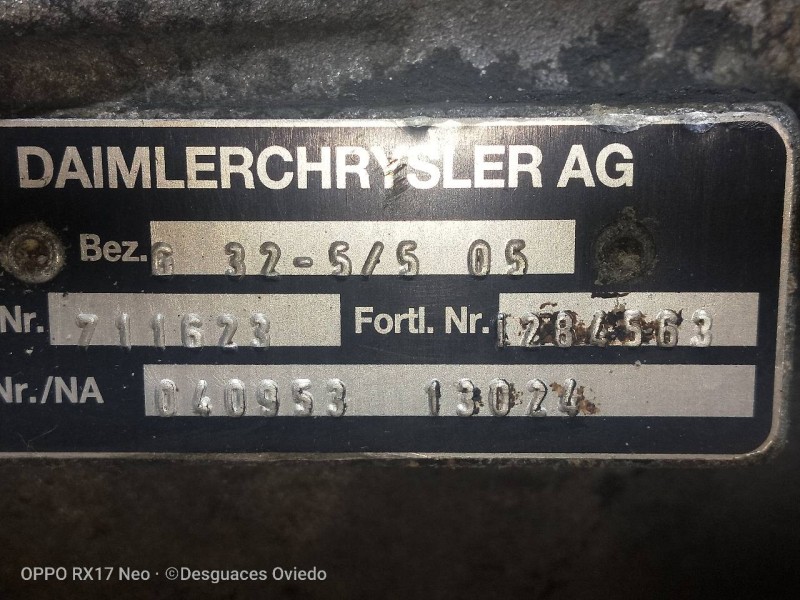 DAIMLERCHRYSLER AG
Bez. G 32-5/5 05
Nr. 711623 Fortl. Nr. 1284563
Nr./NA 040953 13024
OPPO RX17 Neo · ©Desguaces Oviedo